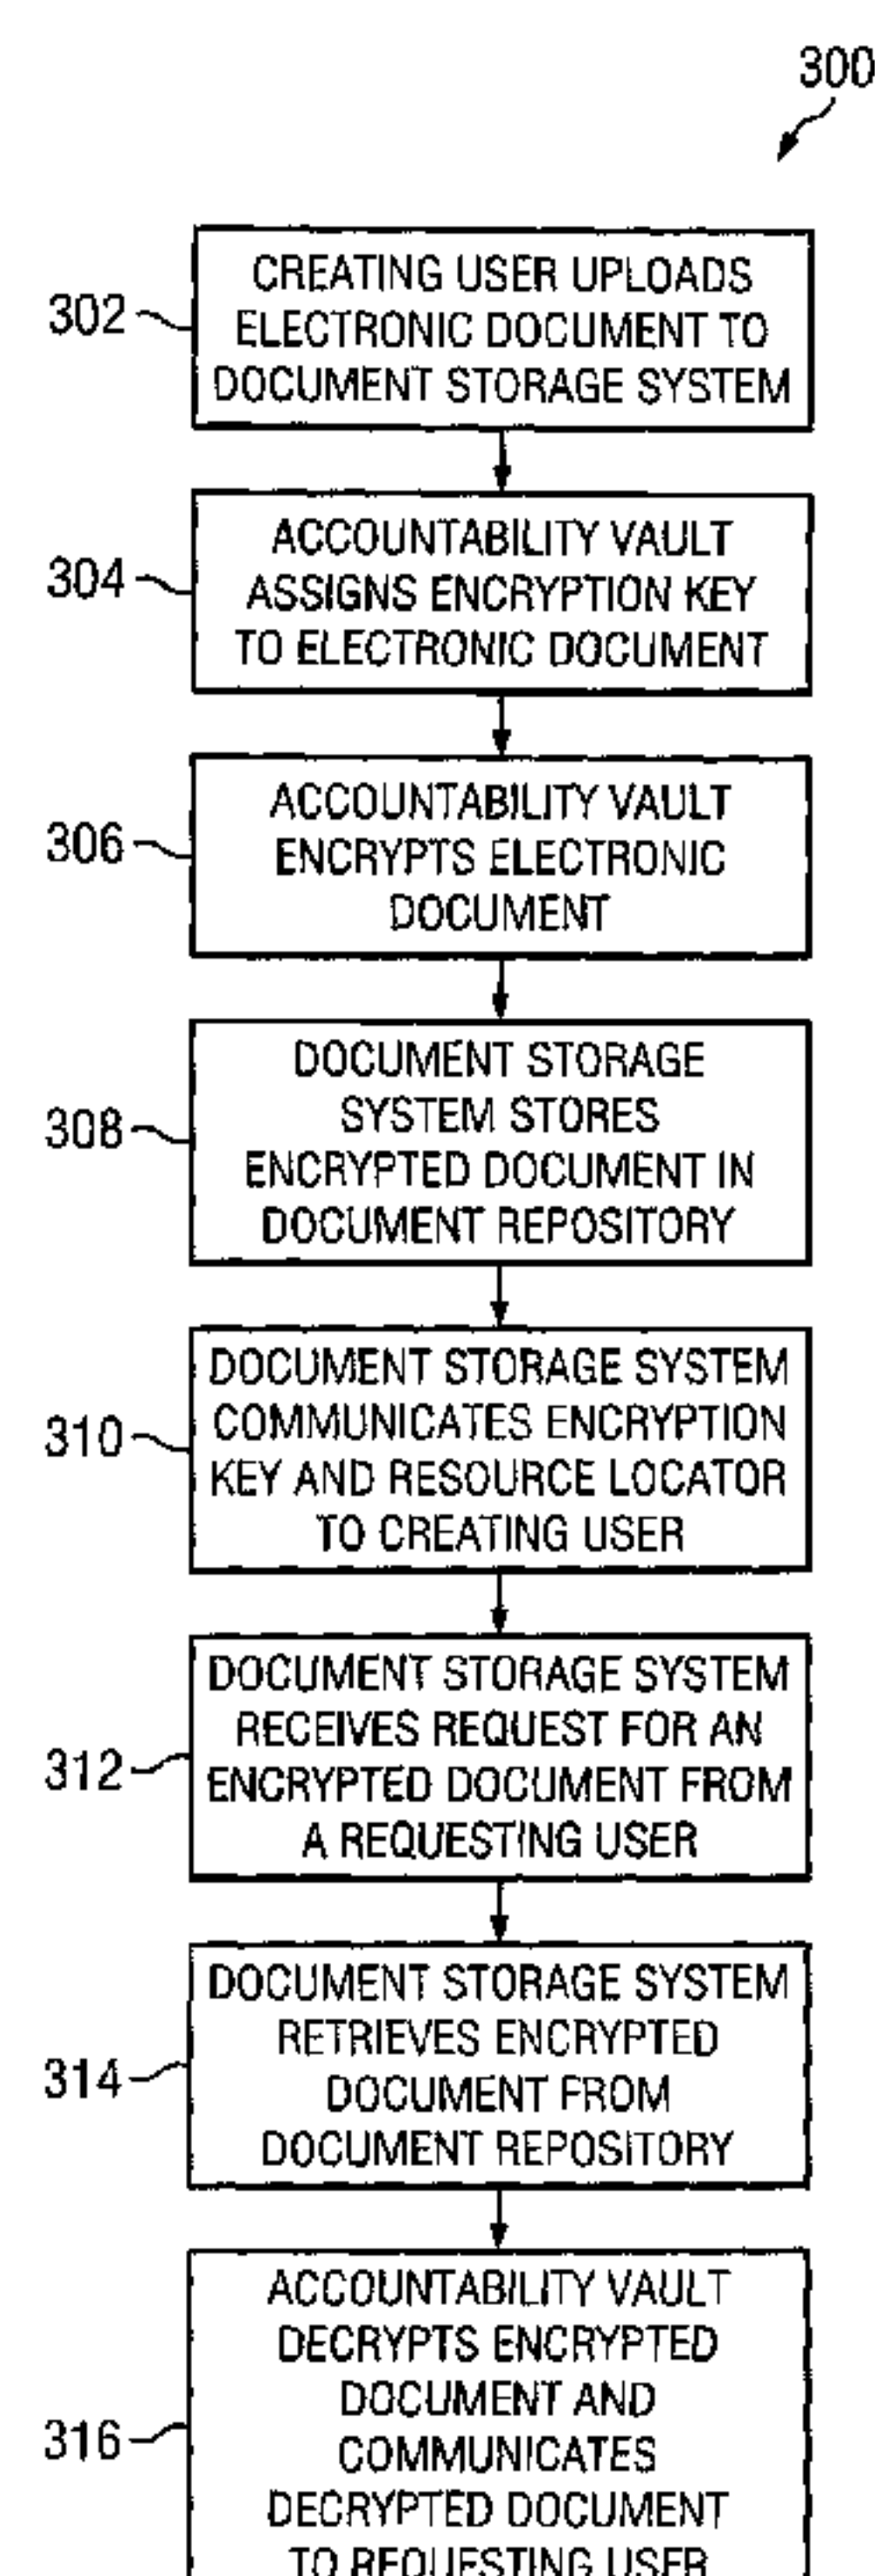 300
302
CREATING USER UPLOADS
ELECTRONIC DOCUMENT TO
DOCUMENT STORAGE SYSTEM
304
ACCOUNTABILITY VAULT
ASSIGNS ENCRYPTION KEY
TO ELECTRONIC DOCUMENT
306
ACCOUNTABILITY VAULT
ENCRYPTS ELECTRONIC
DOCUMENT
308
DOCUMENT STORAGE
SYSTEM STORES
ENCRYPTED DOCUMENT IN
DOCUMENT REPOSITORY
310
DOCUMENT STORAGE SYSTEM
COMMUNICATES ENCRYPTION
KEY AND RESOURCE LOCATOR
TO CREATING USER
312
DOCUMENT STORAGE SYSTEM
RECEIVES REQUEST FOR AN
ENCRYPTED DOCUMENT FROM
A REQUESTING USER
314
DOCUMENT STORAGE SYSTEM
RETRIEVES ENCRYPTED
DOCUMENT FROM
DOCUMENT REPOSITORY
316
ACCOUNTABILITY VAULT
DECRYPTS ENCRYPTED
DOCUMENT AND
COMMUNICATES
DECRYPTED DOCUMENT
TO REQUESTING USER